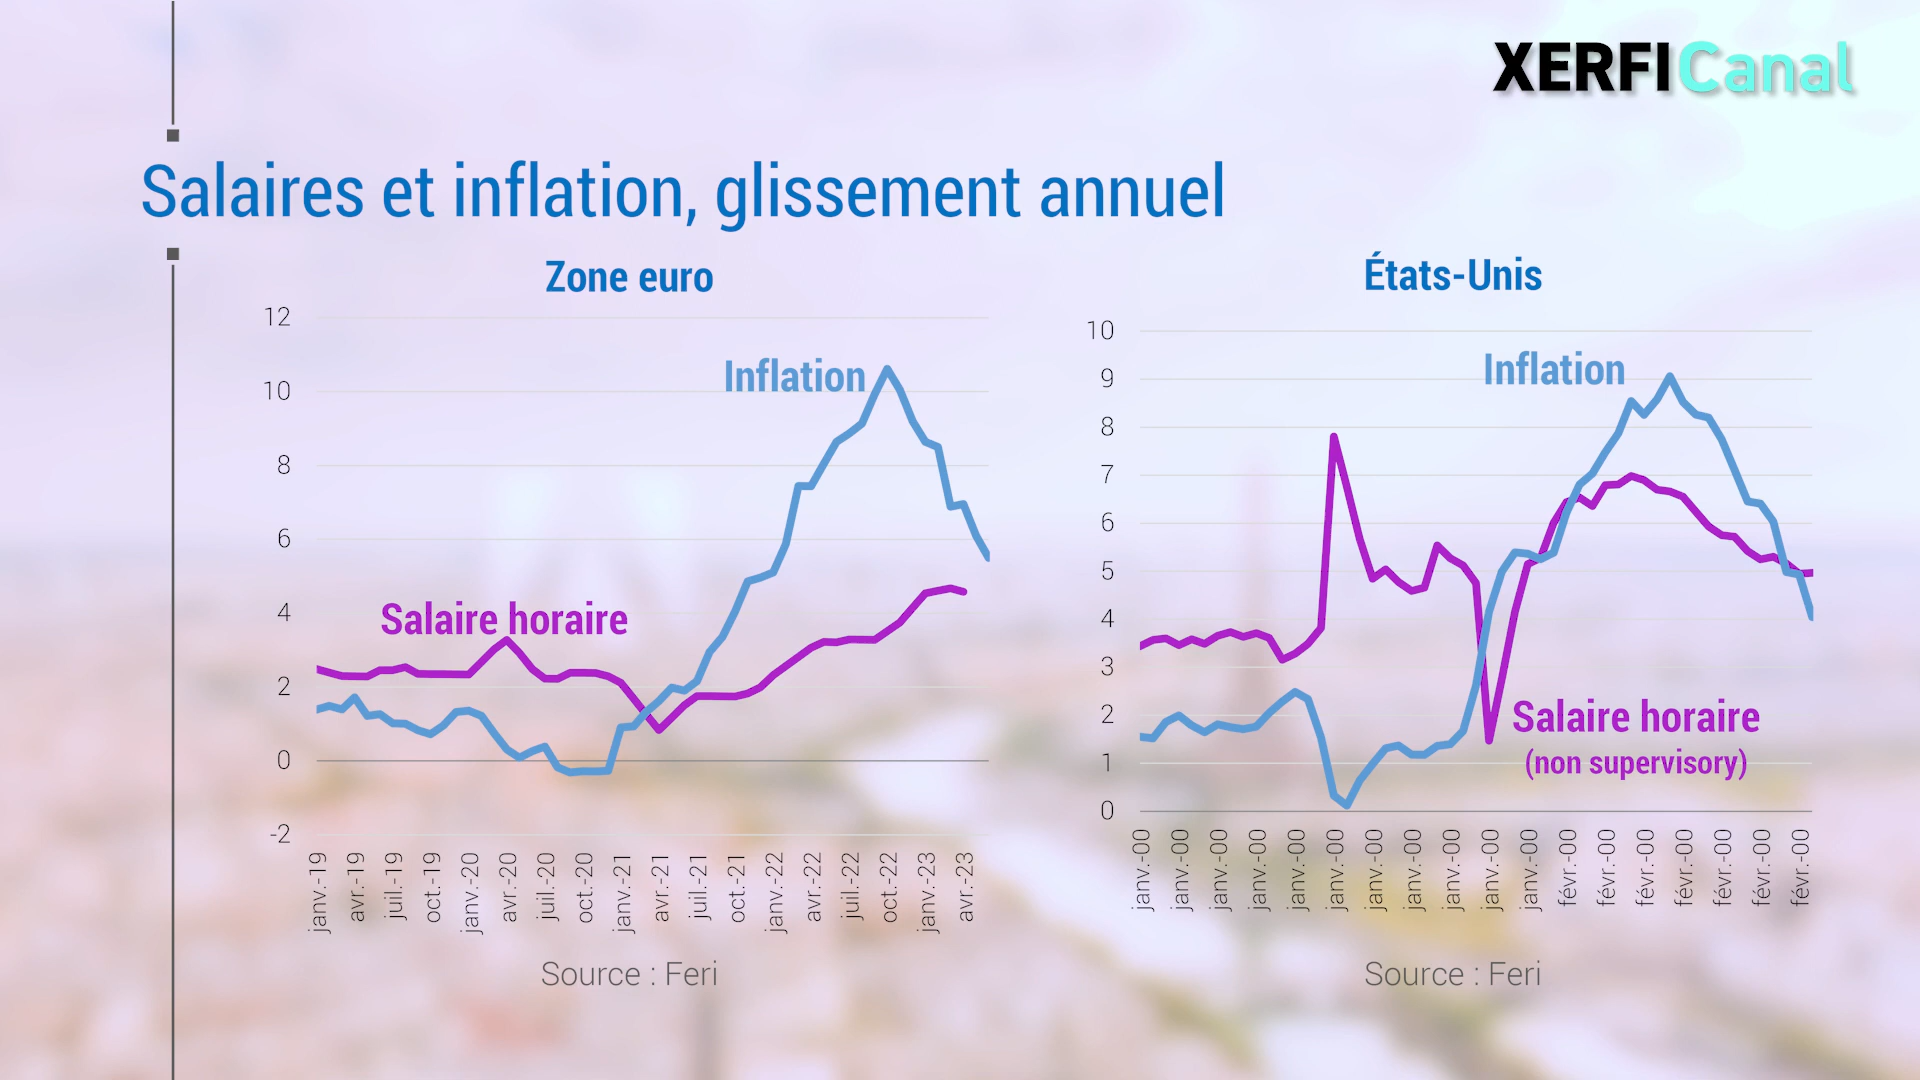 XERFI Canal
Salaires et inflation, glissement annuel
Zone euro
12
10
8
6
4
2
0
-2
Inflation
Salaire horaire
janv.-19
avr.-19
juil.-19
oct.-19
janv.-20
avr.-20
juil.-20
oct.-20
janv.-21
avr.-21
juil.-21
oct.-21
janv.-22
avr.-22
juil.-22
oct.-22
janv.-23
avr.-23
Source : Feri
États-Unis
10
9
8
7
6
5
4
3
2
1
0
Inflation
Salaire horaire
(non supervisory)
janv.-00
janv.-00
janv.-00
janv.-00
janv.-00
janv.-00
janv.-00
janv.-00
janv.-00
janv.-00
janv.-00
févr.-00
févr.-00
févr.-00
févr.-00
févr.-00
févr.-00
févr.-00
Source : Feri